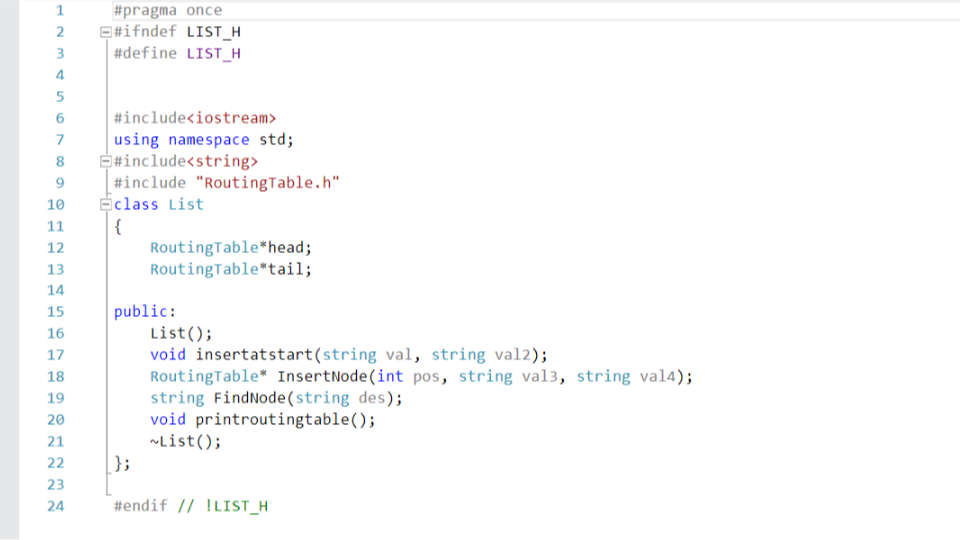 1 #pragma once
2 #ifndef LIST_H
3 #define LIST_H
4
5
6 #include<iostream>
7 using namespace std;
8 #include<string>
9 #include "RoutingTable.h"
10 class List
11 {
12 RoutingTable*head;
13 RoutingTable*tail;
14
15 public:
16 List();
17 void insertatstart(string val, string val2);
18 RoutingTable* InsertNode(int pos, string val3, string val4);
19 string FindNode(string des);
20 void printroutingtable();
21 ~List();
22 };
23
24 #endif // !LIST_H